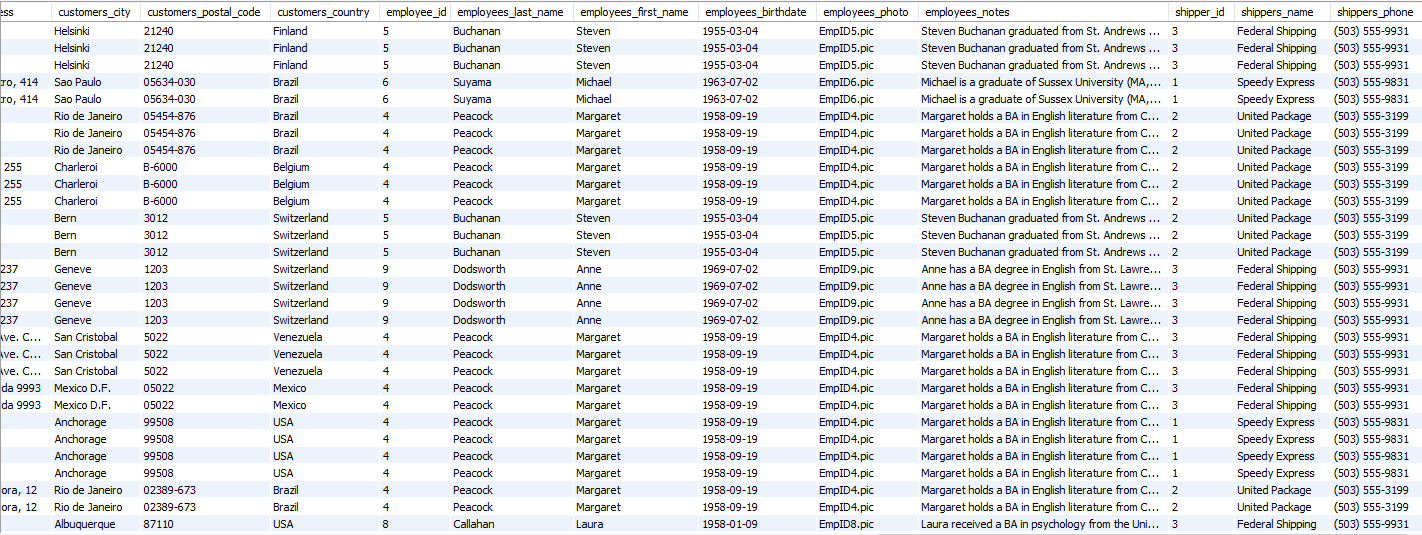 ess customers_city customers_postal_code customers_country employee_id employees_last_name employees_first_name employees_birthdate employees_photo employees_notes shipper_id shippers_name shippers_phone
Helsinki 21240 Finland 5 Buchanan Steven 1955-03-04 EmpID5.pic Steven Buchanan graduated from St. Andrews ... 3 Federal Shipping (503) 555-9931
Helsinki 21240 Finland 5 Buchanan Steven 1955-03-04 EmpID5.pic Steven Buchanan graduated from St. Andrews ... 3 Federal Shipping (503) 555-9931
Helsinki 21240 Finland 5 Buchanan Steven 1955-03-04 EmpID5.pic Steven Buchanan graduated from St. Andrews ... 3 Federal Shipping (503) 555-9931
tro, 414 Sao Paulo 05634-030 Brazil 6 Suyama Michael 1963-07-02 EmpID6.pic Michael is a graduate of Sussex University (MA,... 1 Speedy Express (503) 555-9831
tro, 414 Sao Paulo 05634-030 Brazil 6 Suyama Michael 1963-07-02 EmpID6.pic Michael is a graduate of Sussex University (MA,... 1 Speedy Express (503) 555-9831
Rio de Janeiro 05454-876 Brazil 4 Peacock Margaret 1958-09-19 EmpID4.pic Margaret holds a BA in English literature from C... 2 United Package (503) 555-3199
Rio de Janeiro 05454-876 Brazil 4 Peacock Margaret 1958-09-19 EmpID4.pic Margaret holds a BA in English literature from C... 2 United Package (503) 555-3199
Rio de Janeiro 05454-876 Brazil 4 Peacock Margaret 1958-09-19 EmpID4.pic Margaret holds a BA in English literature from C... 2 United Package (503) 555-3199
255 Charleroi B-6000 Belgium 4 Peacock Margaret 1958-09-19 EmpID4.pic Margaret holds a BA in English literature from C... 2 United Package (503) 555-3199
255 Charleroi B-6000 Belgium 4 Peacock Margaret 1958-09-19 EmpID4.pic Margaret holds a BA in English literature from C... 2 United Package (503) 555-3199
255 Charleroi B-6000 Belgium 4 Peacock Margaret 1958-09-19 EmpID4.pic Margaret holds a BA in English literature from C... 2 United Package (503) 555-3199
Bern 3012 Switzerland 5 Buchanan Steven 1955-03-04 EmpID5.pic Steven Buchanan graduated from St. Andrews ... 2 United Package (503) 555-3199
Bern 3012 Switzerland 5 Buchanan Steven 1955-03-04 EmpID5.pic Steven Buchanan graduated from St. Andrews ... 2 United Package (503) 555-3199
Bern 3012 Switzerland 5 Buchanan Steven 1955-03-04 EmpID5.pic Steven Buchanan graduated from St. Andrews ... 2 United Package (503) 555-3199
237 Geneve 1203 Switzerland 9 Dodsworth Anne 1969-07-02 EmpID9.pic Anne has a BA degree in English from St. Lawre... 3 Federal Shipping (503) 555-9931
237 Geneve 1203 Switzerland 9 Dodsworth Anne 1969-07-02 EmpID9.pic Anne has a BA degree in English from St. Lawre... 3 Federal Shipping (503) 555-9931
237 Geneve 1203 Switzerland 9 Dodsworth Anne 1969-07-02 EmpID9.pic Anne has a BA degree in English from St. Lawre... 3 Federal Shipping (503) 555-9931
237 Geneve 1203 Switzerland 9 Dodsworth Anne 1969-07-02 EmpID9.pic Anne has a BA degree in English from St. Lawre... 3 Federal Shipping (503) 555-9931
Ave. C... San Cristobal 5022 Venezuela 4 Peacock Margaret 1958-09-19 EmpID4.pic Margaret holds a BA in English literature from C... 3 Federal Shipping (503) 555-9931
Ave. C... San Cristobal 5022 Venezuela 4 Peacock Margaret 1958-09-19 EmpID4.pic Margaret holds a BA in English literature from C... 3 Federal Shipping (503) 555-9931
Ave. C... San Cristobal 5022 Venezuela 4 Peacock Margaret 1958-09-19 EmpID4.pic Margaret holds a BA in English literature from C... 3 Federal Shipping (503) 555-9931
da 9993 Mexico D.F. 05022 Mexico 4 Peacock Margaret 1958-09-19 EmpID4.pic Margaret holds a BA in English literature from C... 3 Federal Shipping (503) 555-9931
da 9993 Mexico D.F. 05022 Mexico 4 Peacock Margaret 1958-09-19 EmpID4.pic Margaret holds a BA in English literature from C... 3 Federal Shipping (503) 555-9931
Anchorage 99508 USA 4 Peacock Margaret 1958-09-19 EmpID4.pic Margaret holds a BA in English literature from C... 1 Speedy Express (503) 555-9831
Anchorage 99508 USA 4 Peacock Margaret 1958-09-19 EmpID4.pic Margaret holds a BA in English literature from C... 1 Speedy Express (503) 555-9831
Anchorage 99508 USA 4 Peacock Margaret 1958-09-19 EmpID4.pic Margaret holds a BA in English literature from C... 1 Speedy Express (503) 555-9831
Anchorage 99508 USA 4 Peacock Margaret 1958-09-19 EmpID4.pic Margaret holds a BA in English literature from C... 1 Speedy Express (503) 555-9831
ora, 12 Rio de Janeiro 02389-673 Brazil 4 Peacock Margaret 1958-09-19 EmpID4.pic Margaret holds a BA in English literature from C... 2 United Package (503) 555-3199
ora, 12 Rio de Janeiro 02389-673 Brazil 4 Peacock Margaret 1958-09-19 EmpID4.pic Margaret holds a BA in English literature from C... 2 United Package (503) 555-3199
Albuquerque 87110 USA 8 Callahan Laura 1958-01-09 EmpID8.pic Laura received a BA in psychology from the Uni... 3 Federal Shipping (503) 555-9931